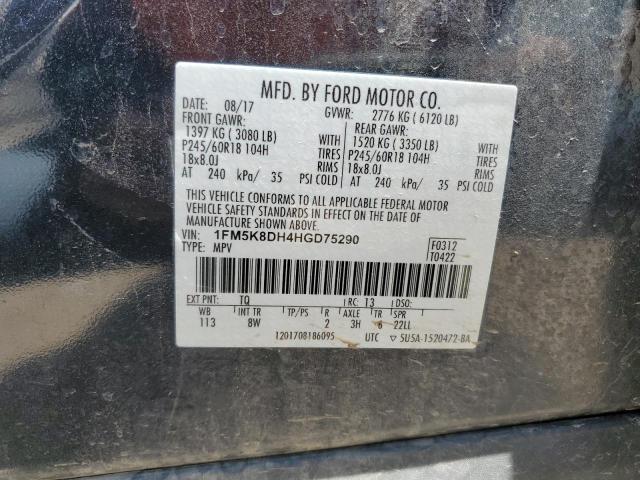 MFD. BY FORD MOTOR CO.
DATE: 08/17 GVWR: 2776 KG ( 6120 LB)
FRONT GAWR: REAR GAWR:
1397 KG ( 3080 LB) 1520 KG ( 3350 LB)
P245/60R18 104H TIRES P245/60R18 104H TIRES
18x8.0J RIMS 18x8.0J RIMS
AT 240 kPa/ 35 PSI COLD AT 240 kPa/ 35 PSI COLD
THIS VEHICLE CONFORMS TO ALL APPLICABLE FEDERAL MOTOR
VEHICLE SAFETY STANDARDS IN EFFECT ON THE DATE OF
MANUFACTURE SHOWN ABOVE.
VIN: 1FM5K8DH4HGD75290 F0312
TYPE: MPV T0422
EXT PNT: TQ RC: 13 DSO:
WB INT TR TP/PS R AXLE TR SPR
113 8W 2 3H 6 22LL
1201708186095 UTC ▽ 5U5A-1520472-BA